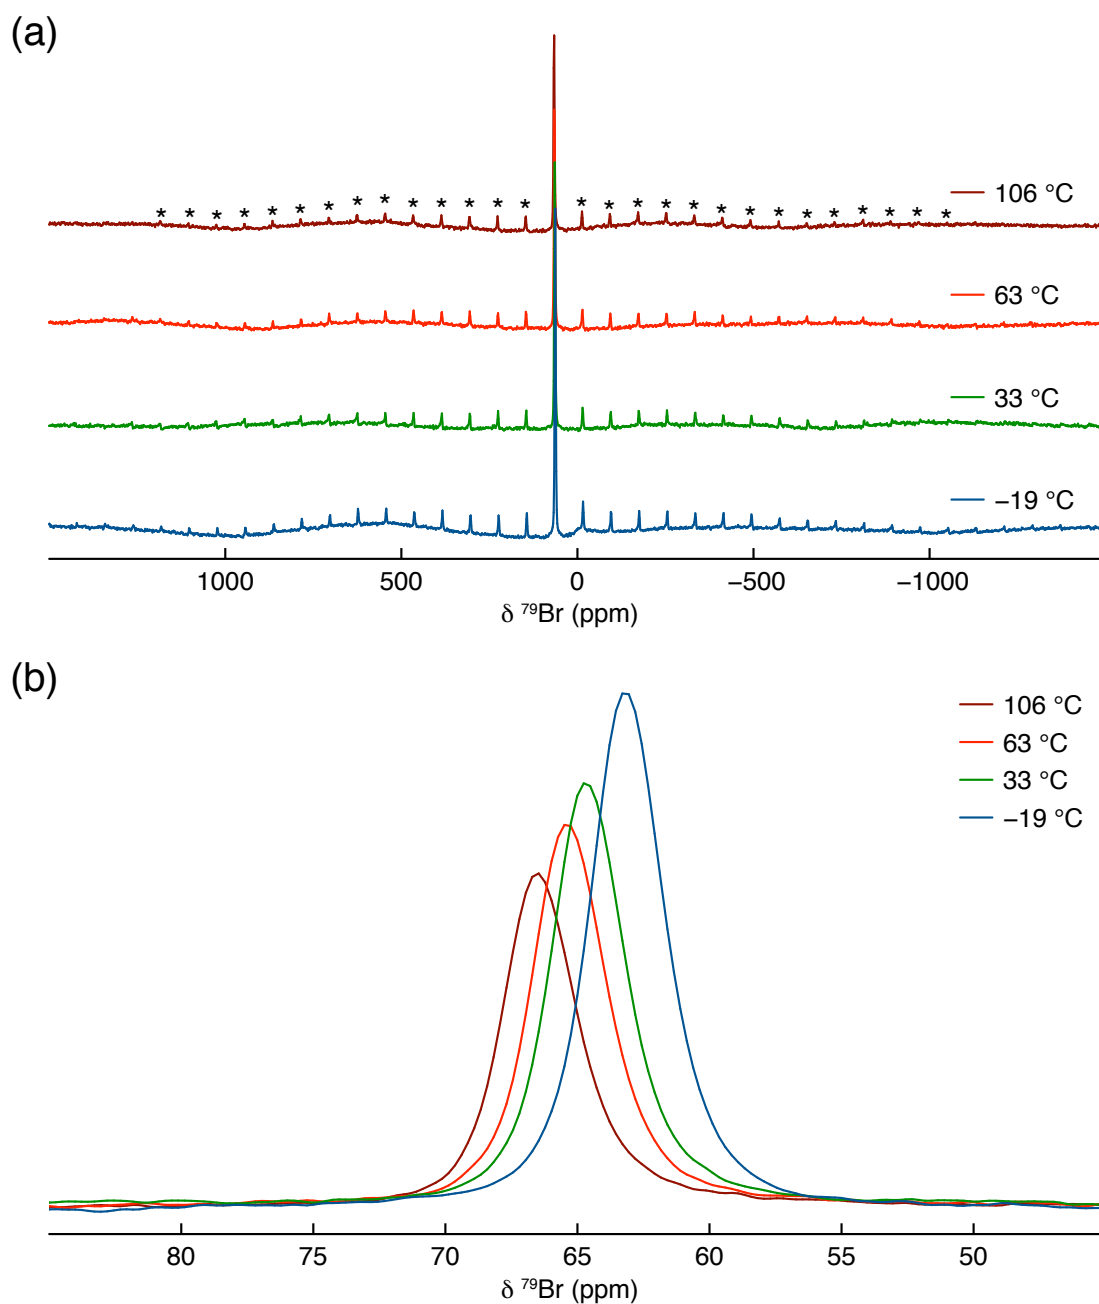 (a)
* * * * * * * * * * * * * * * * * * * * * * * * * * * *
106 °C
63 °C
33 °C
−19 °C
1000 500 0 −500 −1000
δ ⁷⁹Br (ppm)
(b)
106 °C
63 °C
33 °C
−19 °C
80 75 70 65 60 55 50
δ ⁷⁹Br (ppm)